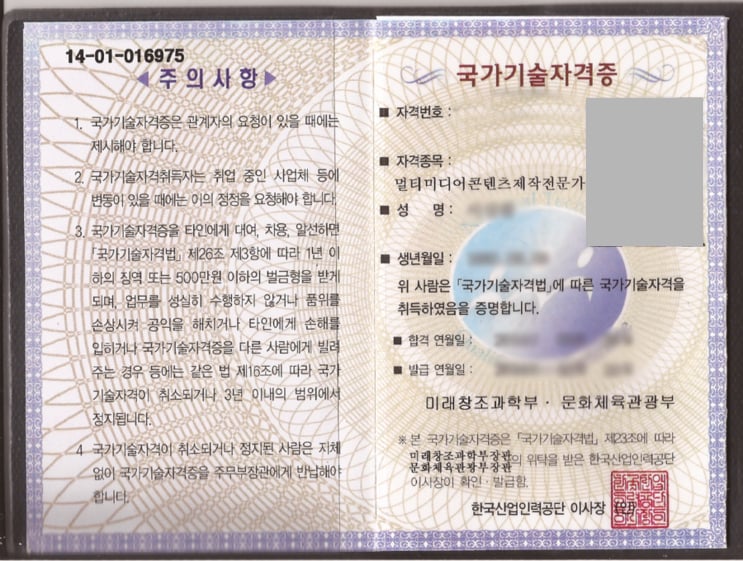 14-01-016975
◀ 주의사항 ▶
1. 국가기술자격증은 관계자의 요청이 있을 때에는
제시해야 합니다.
2. 국가기술자격취득자는 취업 중인 사업체 등에
변동이 있을 때에는 이의 정정을 요청해야 합니다.
3. 국가기술자격증을 타인에게 대여, 차용, 알선하면
「국가기술자격법」 제26조 제3항에 따라 1년 이
하의 징역 또는 500만원 이하의 벌금형을 받게
되며, 업무를 성실히 수행하지 않거나 품위를
손상시켜 공익을 해치거나 타인에게 손해를
입히거나 국가기술자격증을 다른 사람에게 빌려
주는 경우 등에는 같은 법 제16조에 따라 국가
기술자격이 취소되거나 3년 이내의 범위에서
정지됩니다.
4 국가기술자격이 취소되거나 정지된 사람은 지체
없이 국가기술자격증을 주무부장관에게 반납해야
합니다.
국가기술자격증
■ 자격번호 :
■ 자격종목 :
멀티미디어콘텐츠제작전문가
■ 성 명 :
■ 생년월일 :
위 사람은 「국가기술자격법」에 따른 국가기술자격을
취득하였음을 증명합니다.
■ 합격 연월일 :
■ 발급 연월일 :
미래창조과학부 · 문화체육관광부
※ 본 국가기술자격증은 「국가기술자격법」 제23조에 따라
미래창조과학부장관
문화체육관광부장관의 위탁을 받은 한국산업인력공단
이사장이 확인 · 발급함.
한국산업인력공단 이사장